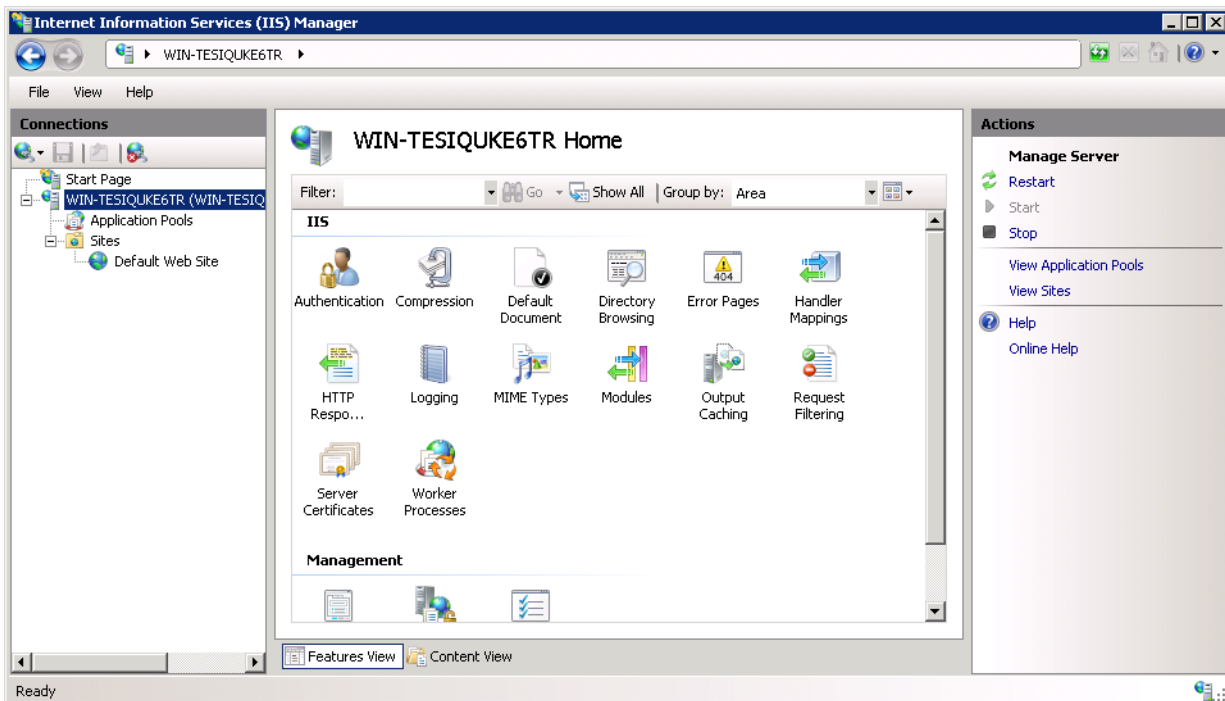 Internet Information Services (IIS) Manager
WIN-TESIQUKE6TR
File View Help
Connections
Start Page
WIN-TESIQUKE6TR (WIN-TESIQ
Application Pools
Sites
Default Web Site
WIN-TESIQUKE6TR Home
Filter: Go Show All Group by: Area
IIS
Authentication Compression Default Document Directory Browsing Error Pages Handler Mappings
404
HTTP Respo... Logging MIME Types Modules Output Caching Request Filtering
Server Certificates Worker Processes
Management
Features View Content View
Actions
Manage Server
Restart
Start
Stop
View Application Pools
View Sites
Help
Online Help
Ready